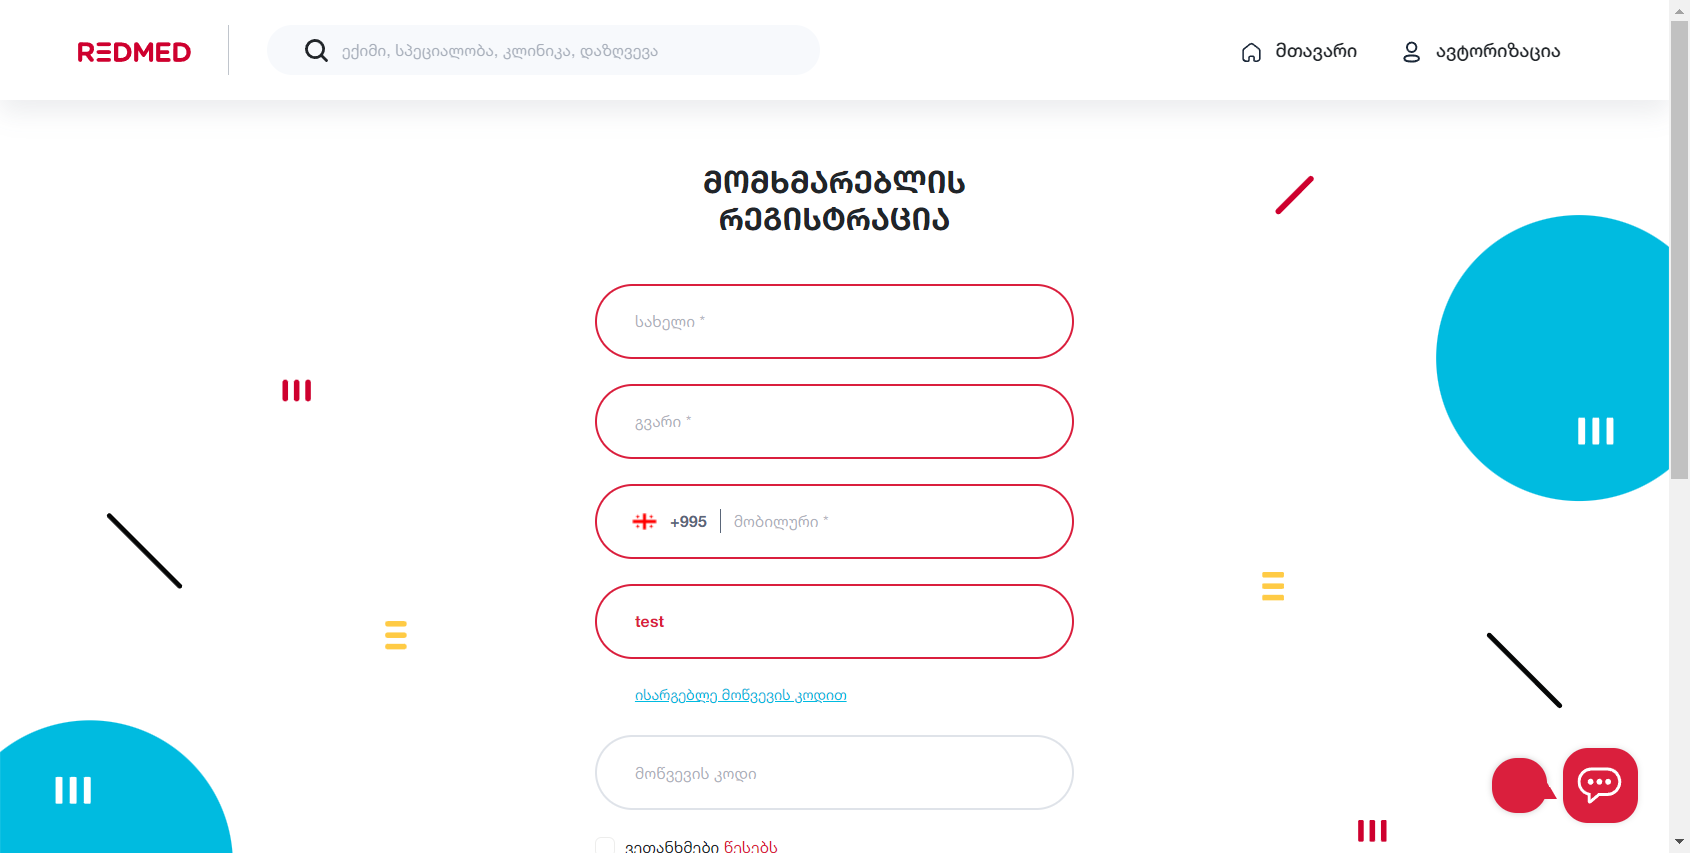 REDMED
ექიმი, სპეციალობა, კლინიკა, დაზღვევა
მთავარი
ავტორიზაცია
მომხმარებლის
რეგისტრაცია
სახელი *
გვარი *
+995 მობილური *
test
ისარგებლე მოწვევის კოდით
მოწვევის კოდი
ვეთანხმები წესებს